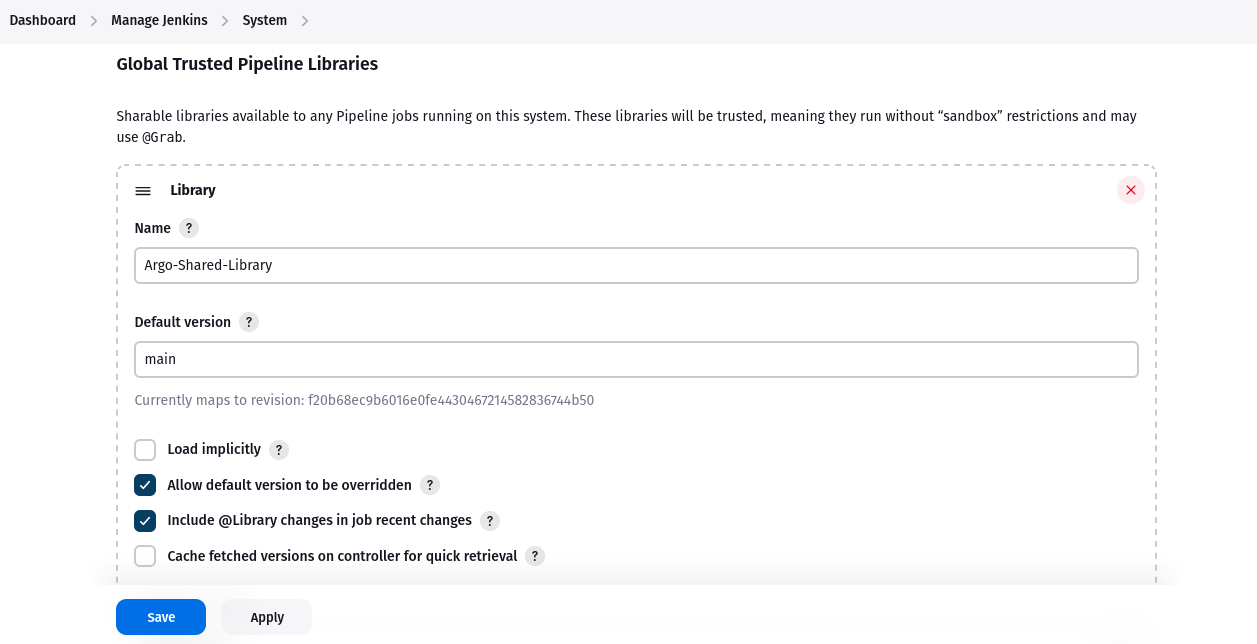 Dashboard > Manage Jenkins > System >
Global Trusted Pipeline Libraries
Sharable libraries available to any Pipeline jobs running on this system. These libraries will be trusted, meaning they run without “sandbox” restrictions and may
use @Grab.
Library
Name ?
Argo-Shared-Library
Default version ?
main
Currently maps to revision: f20b68ec9b6016e0fe4430467214582836744b50
Load implicitly ?
Allow default version to be overridden ?
Include @Library changes in job recent changes ?
Cache fetched versions on controller for quick retrieval ?
Save Apply